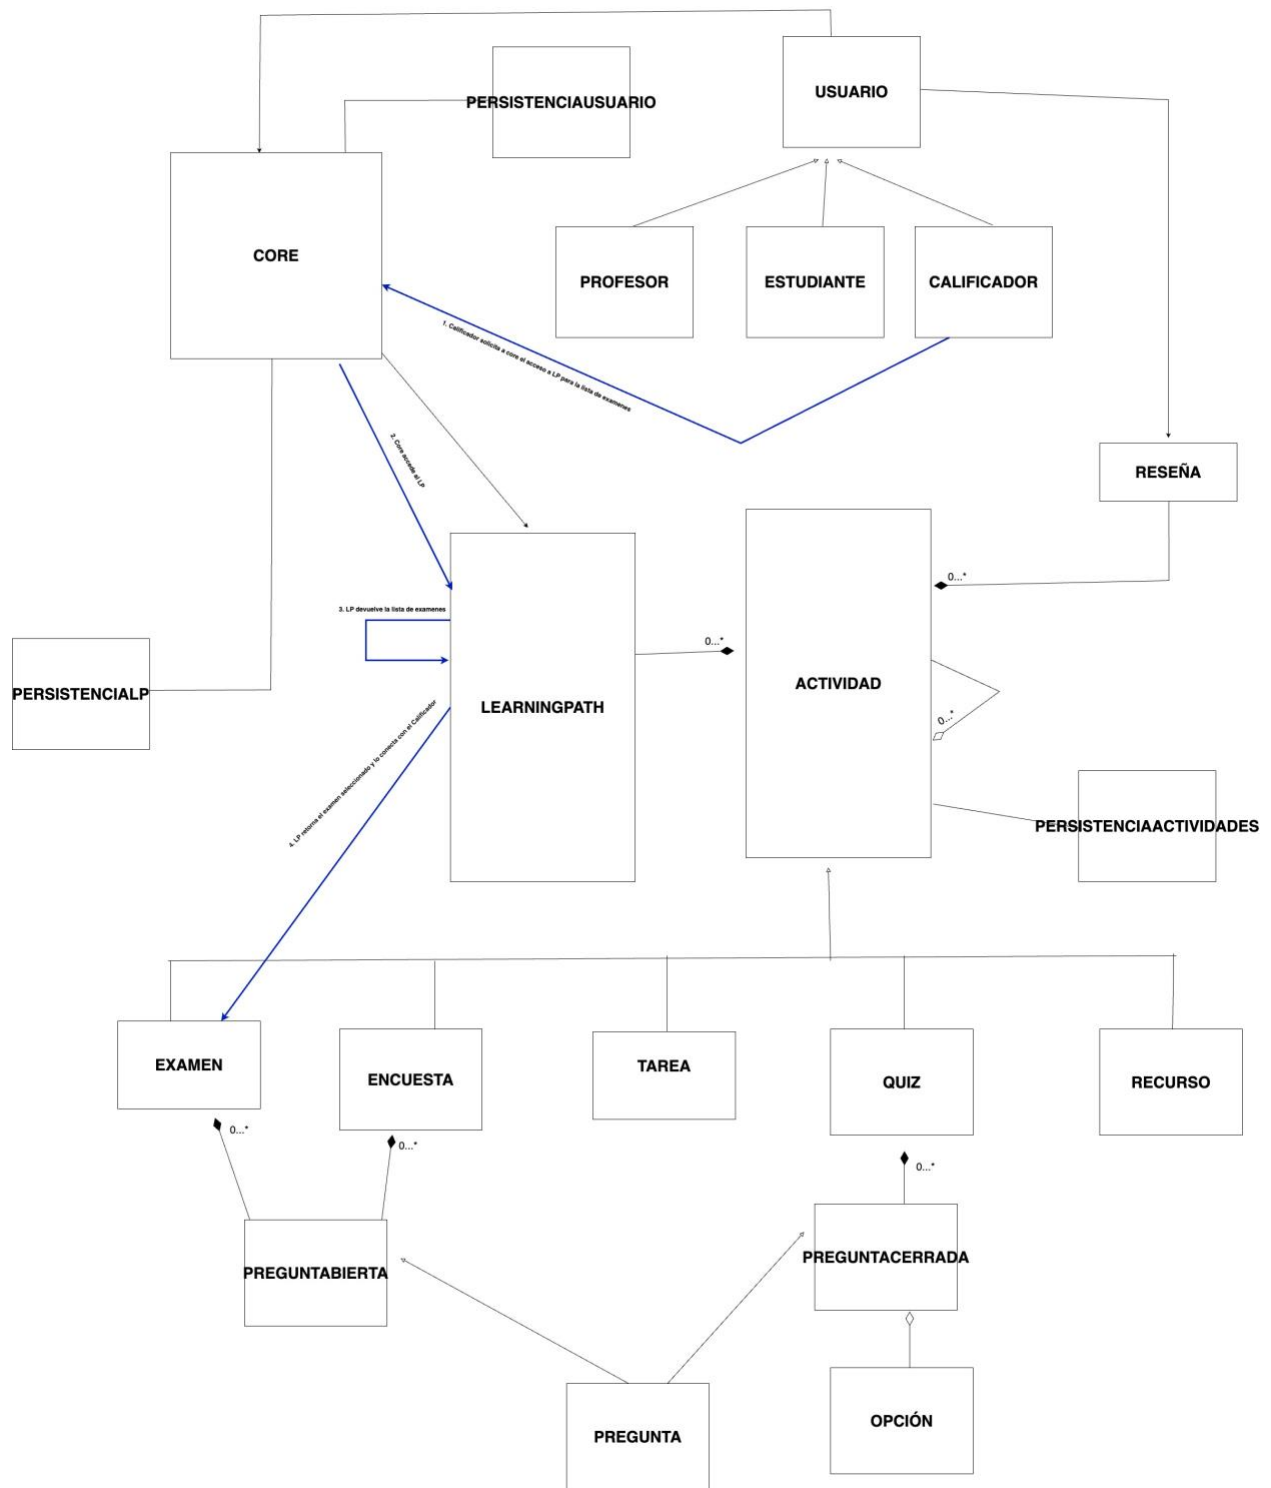 USUARIO
PERSISTENCIAUSUARIO
CORE
PROFESOR
ESTUDIANTE
CALIFICADOR
1. Calificador solicita a core el acceso a LP para la lista de examenes
2. Core accede al LP
RESEÑA
0...*
3. LP devuelve la lista de examenes
0...*
ACTIVIDAD
PERSISTENCIALP
LEARNINGPATH
0...*
4. LP retorna el examen seleccionado y lo conecta con el Calificador
PERSISTENCIAACTIVIDADES
EXAMEN
ENCUESTA
TAREA
QUIZ
RECURSO
0...*
0...*
0...*
PREGUNTABIERTA
PREGUNTACERRADA
PREGUNTA
OPCIÓN